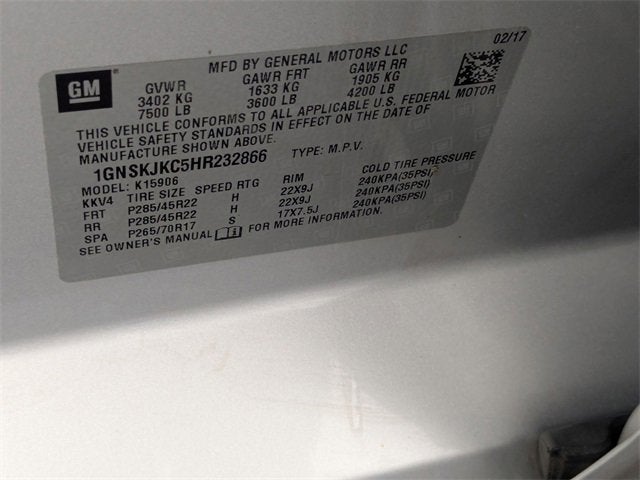 MFD BY GENERAL MOTORS LLC 02/17
GM GVWR GAWR FRT GAWR RR
3402 KG 1633 KG 1905 KG
7500 LB 3600 LB 4200 LB
THIS VEHICLE CONFORMS TO ALL APPLICABLE U.S. FEDERAL MOTOR
VEHICLE SAFETY STANDARDS IN EFFECT ON THE DATE OF
MANUFACTURE SHOWN ABOVE.
1GNSKJKC5HR232866 TYPE: M.P.V.
MODEL: K15906
KKV4 TIRE SIZE SPEED RTG RIM COLD TIRE PRESSURE
FRT P285/45R22 H 22X9J 240KPA(35PSI)
RR P285/45R22 H 22X9J 240KPA(35PSI)
SPA P265/70R17 S 17X7.5J 240KPA(35PSI)
SEE OWNER'S MANUAL FOR MORE INFORMATION.